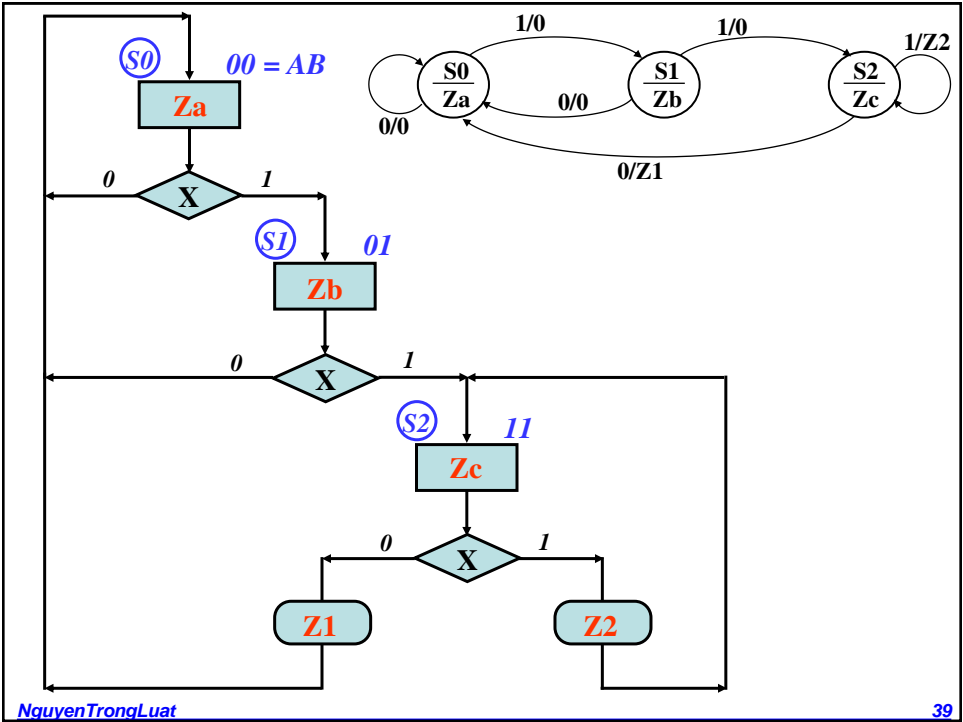 S0
00 = AB
Za
0
X
1
S1
01
Zb
0
X
1
S2
11
Zc
0
X
1
Z1
Z2
1/0
1/0
1/Z2
S0
Za
S1
Zb
S2
Zc
0/0
0/0
0/Z1
NguyenTrongLuat
39